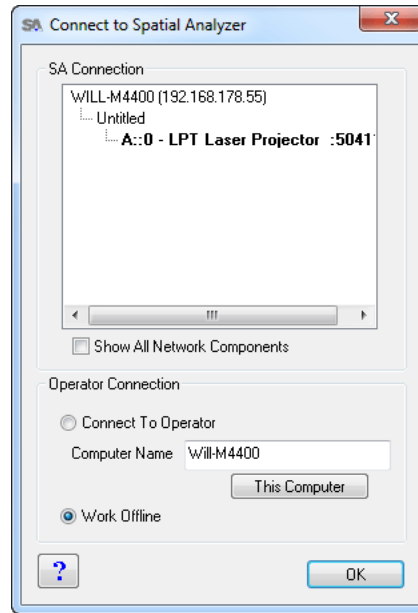 SA Connect to Spatial Analyzer
SA Connection
WILL-M4400 (192.168.178.55)
Untitled
A::0 - LPT Laser Projector :5041
Show All Network Components
Operator Connection
Connect To Operator
Computer Name Will-M4400
This Computer
Work Offline
? OK